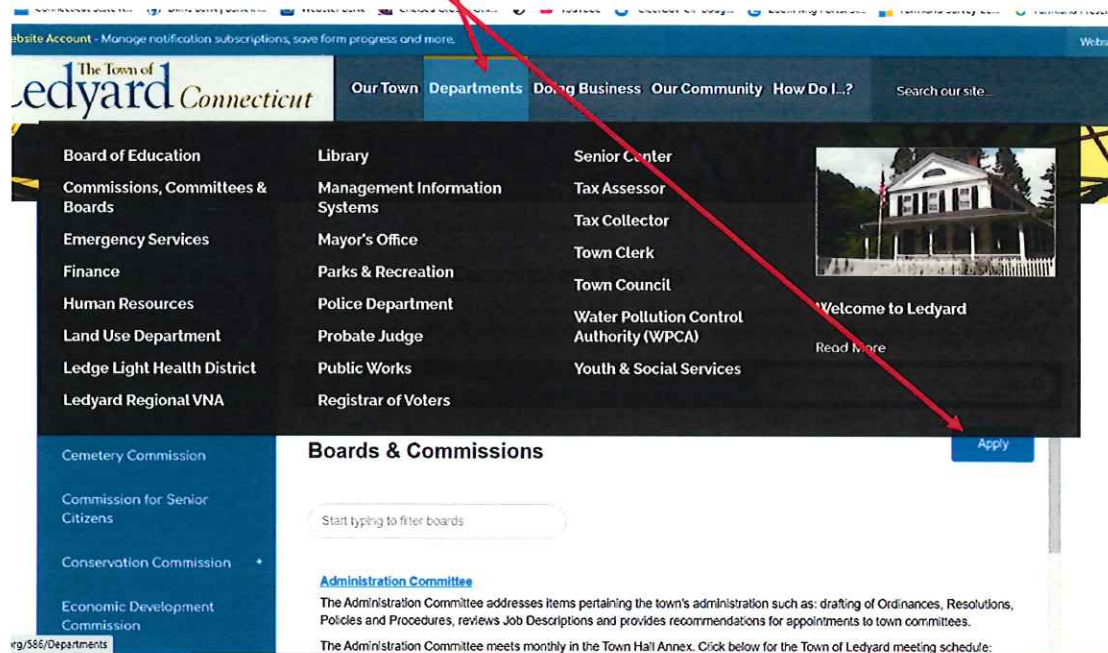 ebsite Account - Manage notification subscriptions, save form progress and more.
Webs
The Town of
Ledyard Connecticut
Our Town Departments Doing Business Our Community How Do I...?
Search our site...
Board of Education
Commissions, Committees &
Boards
Emergency Services
Finance
Human Resources
Land Use Department
Ledge Light Health District
Ledyard Regional VNA
Library
Management Information
Systems
Mayor's Office
Parks & Recreation
Police Department
Probate Judge
Public Works
Registrar of Voters
Senior Center
Tax Assessor
Tax Collector
Town Clerk
Town Council
Water Pollution Control
Authority (WPCA)
Youth & Social Services
Welcome to Ledyard
Read More
Cemetery Commission
Commission for Senior
Citizens
Conservation Commission
Economic Development
Commission
rg/586/Departments
Boards & Commissions
Apply
Start typing to filter boards
Administration Committee
The Administration Committee addresses items pertaining the town's administration such as: drafting of Ordinances, Resolutions,
Policies and Procedures, reviews Job Descriptions and provides recommendations for appointments to town committees.
The Administration Committee meets monthly in the Town Hall Annex. Click below for the Town of Ledyard meeting schedule: